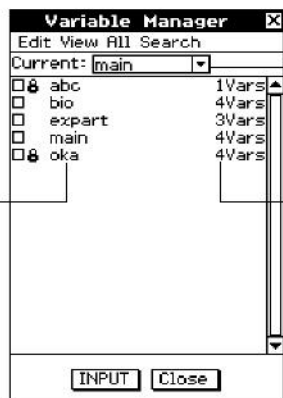 Variable Manager
Edit View All Search
Current: main
abc 1Vars
bio 4Vars
expart 3Vars
main 4Vars
oka 4Vars
INPUT Close